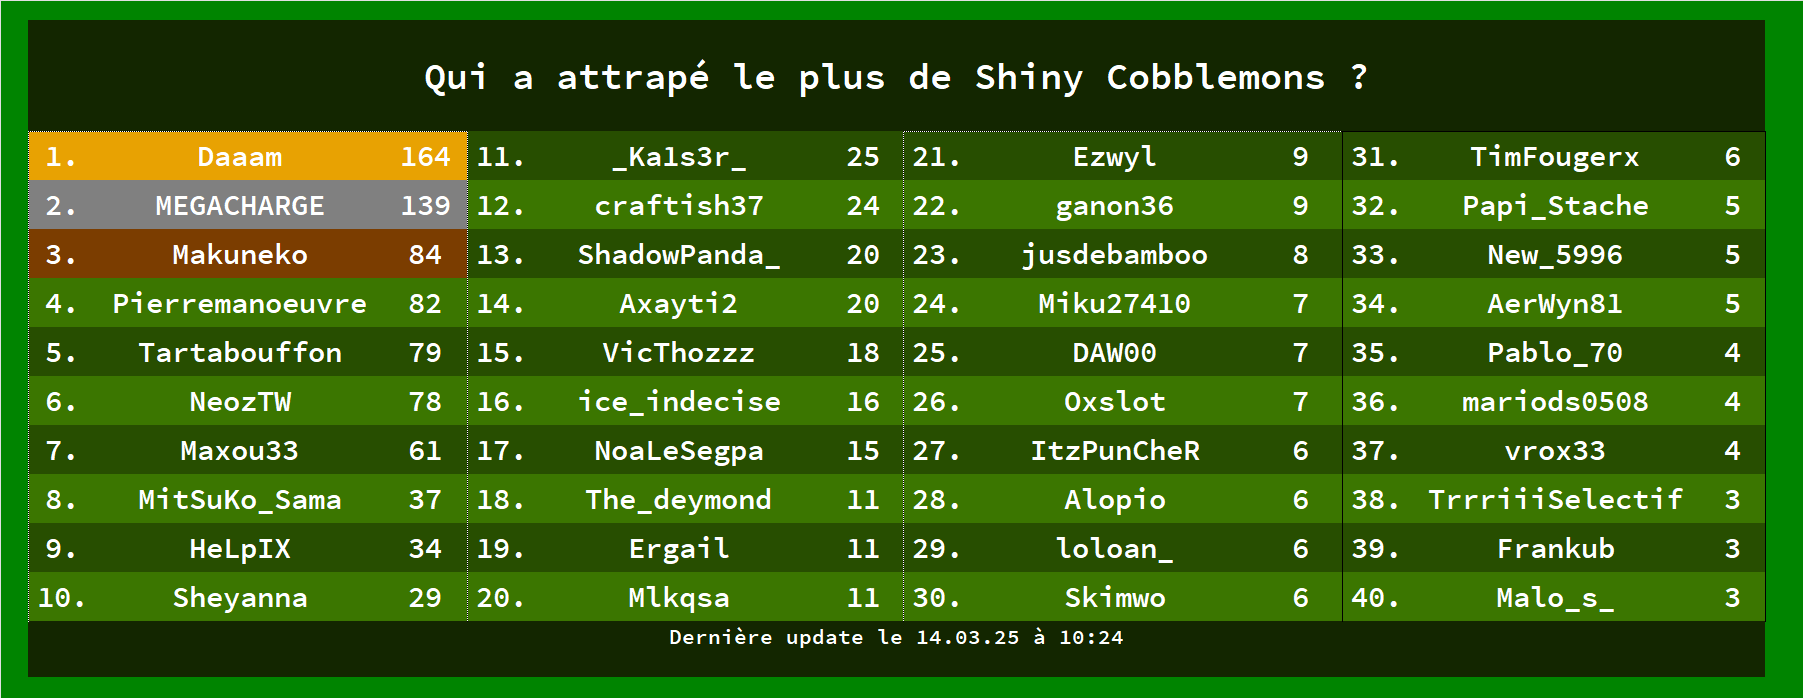 Qui a attrapé le plus de Shiny Cobblemons ?
1. Daaam 164 11. _Ka1s3r_ 25 21. Ezwyl 9 31. TimFougerx 6
2. MEGACHARGE 139 12. craftish37 24 22. ganon36 9 32. Papi_Stache 5
3. Makuneko 84 13. ShadowPanda_ 20 23. jusdebamboo 8 33. New_5996 5
4. Pierremanoeuvre 82 14. Axayti2 20 24. Miku27410 7 34. AerWyn81 5
5. Tartabouffon 79 15. VicThozzz 18 25. DAW00 7 35. Pablo_70 4
6. NeozTW 78 16. ice_indecise 16 26. Oxslot 7 36. mariods0508 4
7. Maxou33 61 17. NoaLeSegpa 15 27. ItzPunCheR 6 37. vrox33 4
8. MitSuKo_Sama 37 18. The_deymond 11 28. Alopio 6 38. TrrriiiSelectif 3
9. HeLpIX 34 19. Ergail 11 29. loloan_ 6 39. Frankub 3
10. Sheyanna 29 20. Mlkqsa 11 30. Skimwo 6 40. Malo_s_ 3
Dernière update le 14.03.25 à 10:24